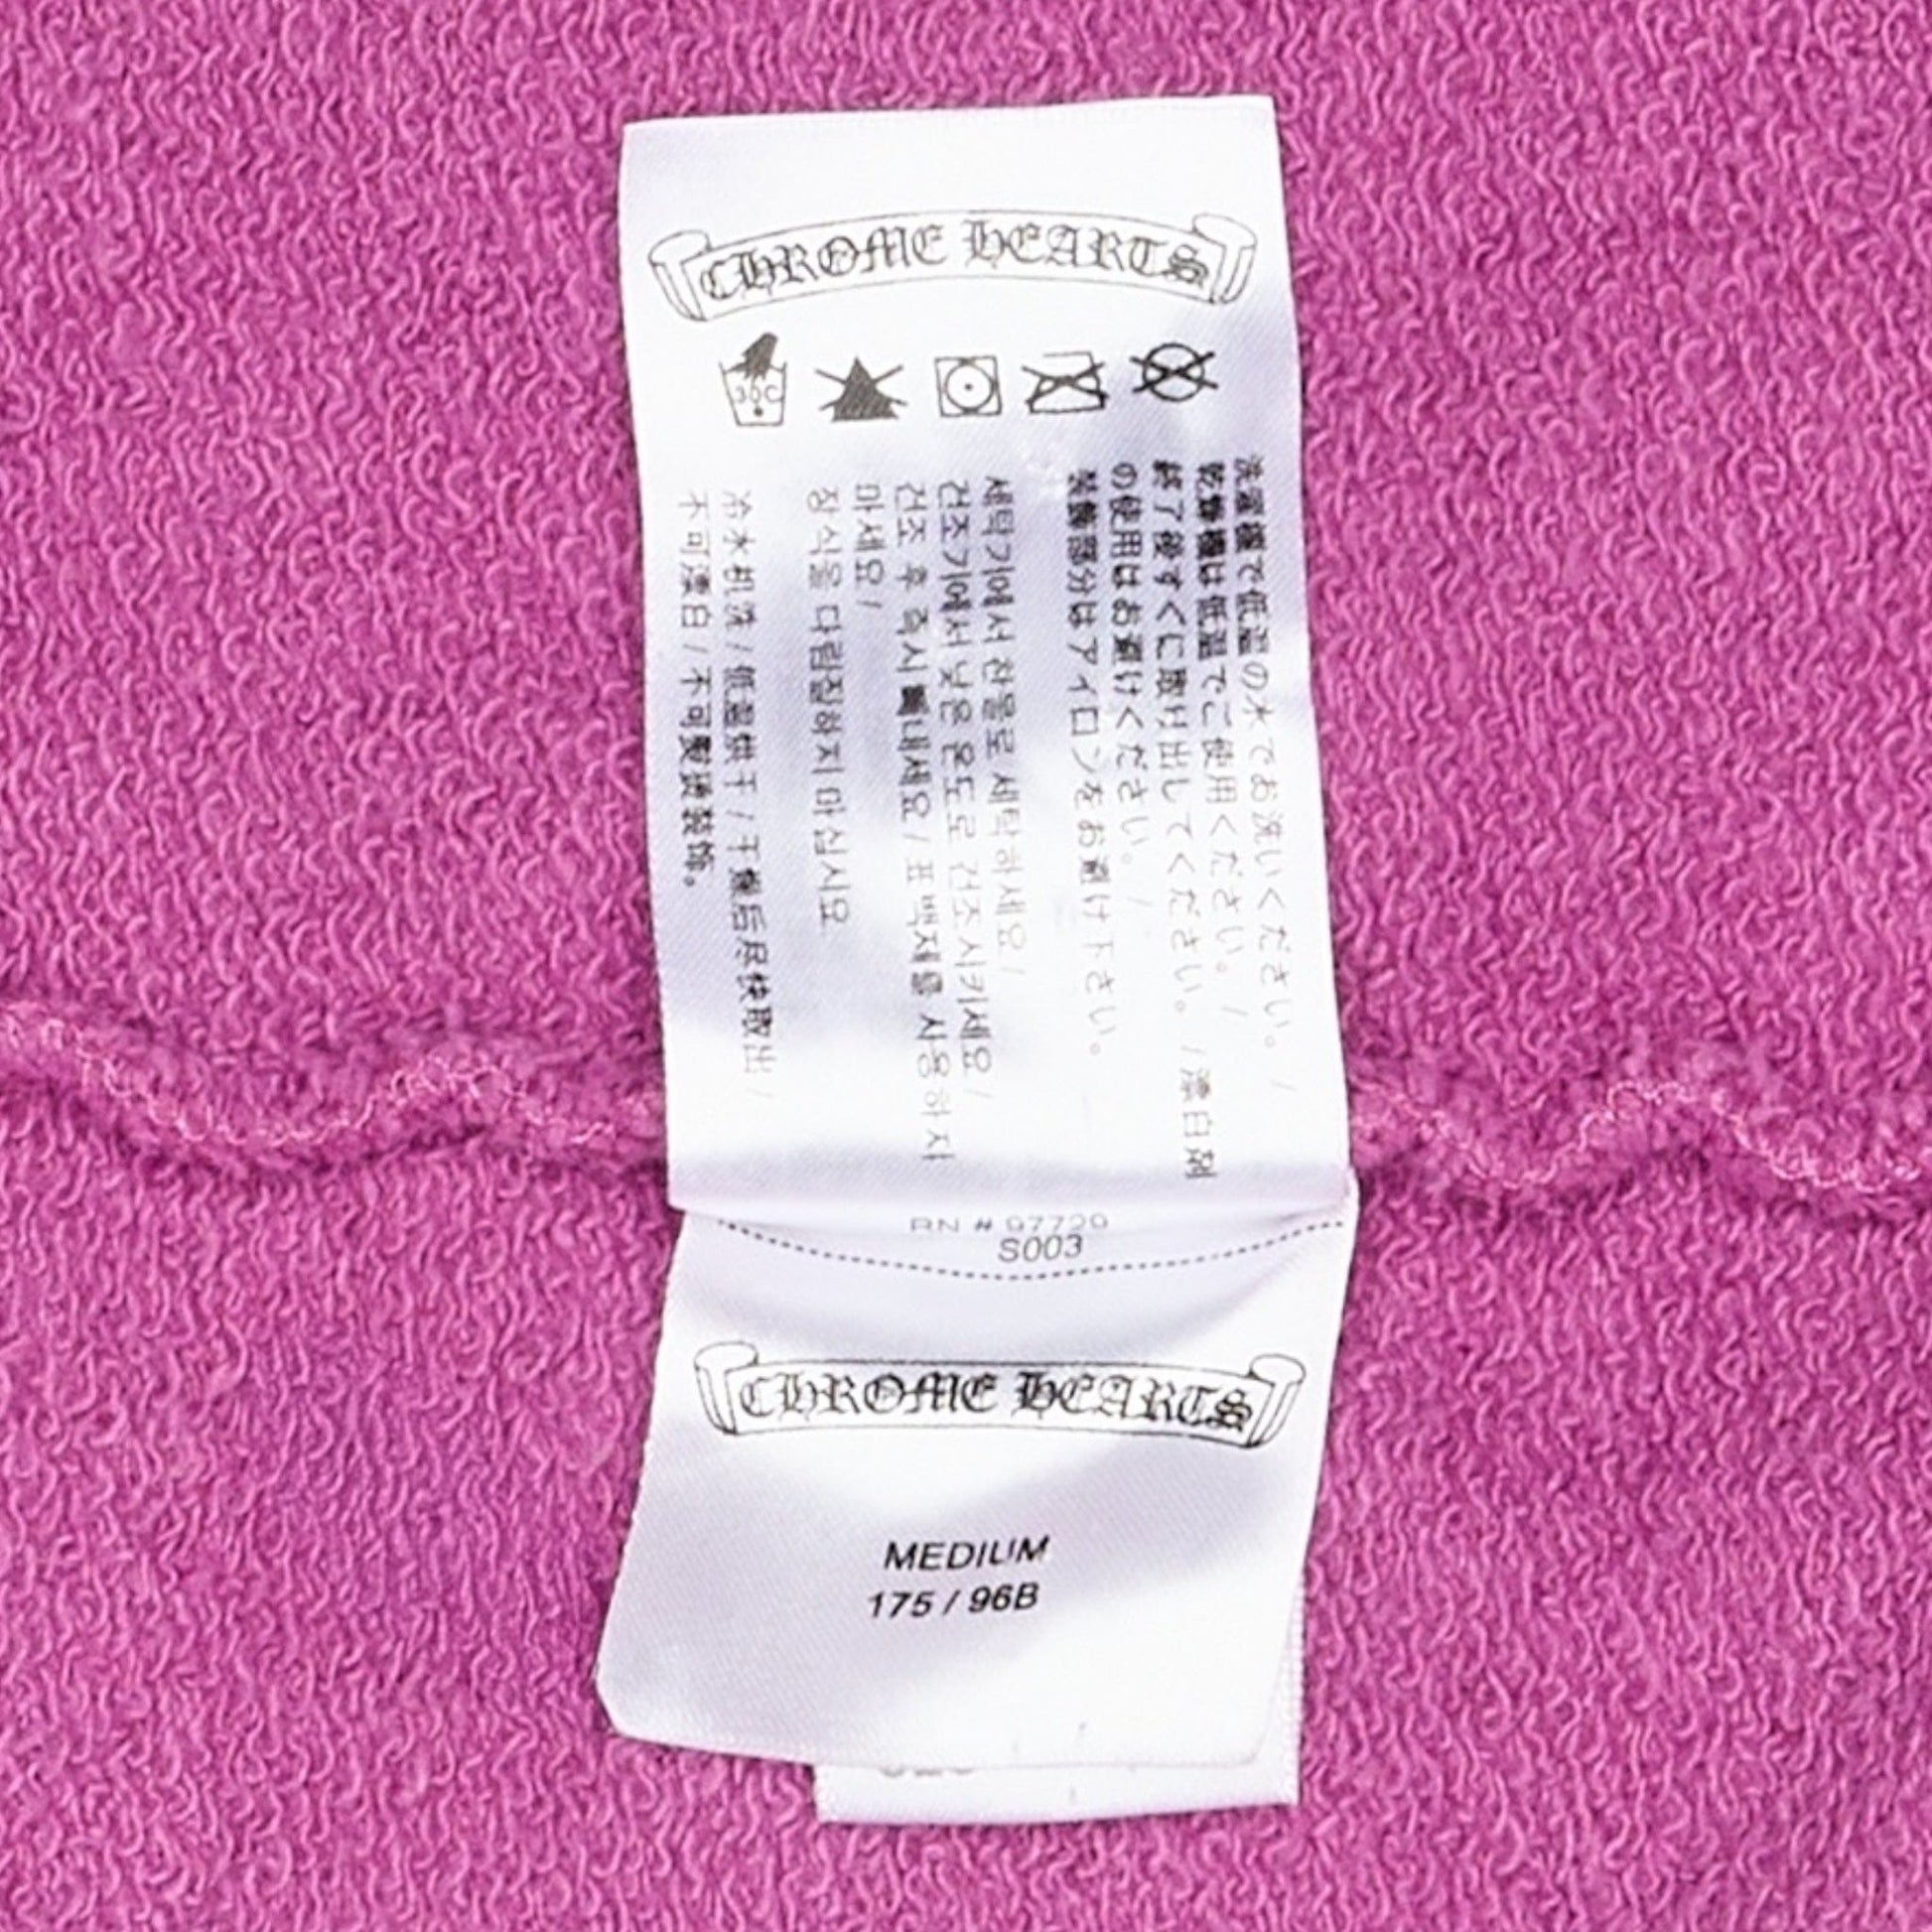 CHROME HEARTS
30C
洗濯機で低温の水でお洗いください。 /
乾燥機は低温でご使用ください。 /
終了後すぐに取り出してください。 / 漂白剤
の使用はお避けください。 /
装飾部分はアイロンをお避け下さい。
세탁기에서 찬물로 세탁하세요 /
건조기에서 낮은 온도로 건조시키세요 /
건조 후 즉시 빼내세요 / 표백제를 사용하지
마세요 /
장식을 다림질하지 마십시오
冷水机洗 / 低温烘干 / 干燥后尽快取出 /
不可漂白 / 不可熨烫装饰。
RN # 97729
S003
CHROME HEARTS
MEDIUM
175 / 96B